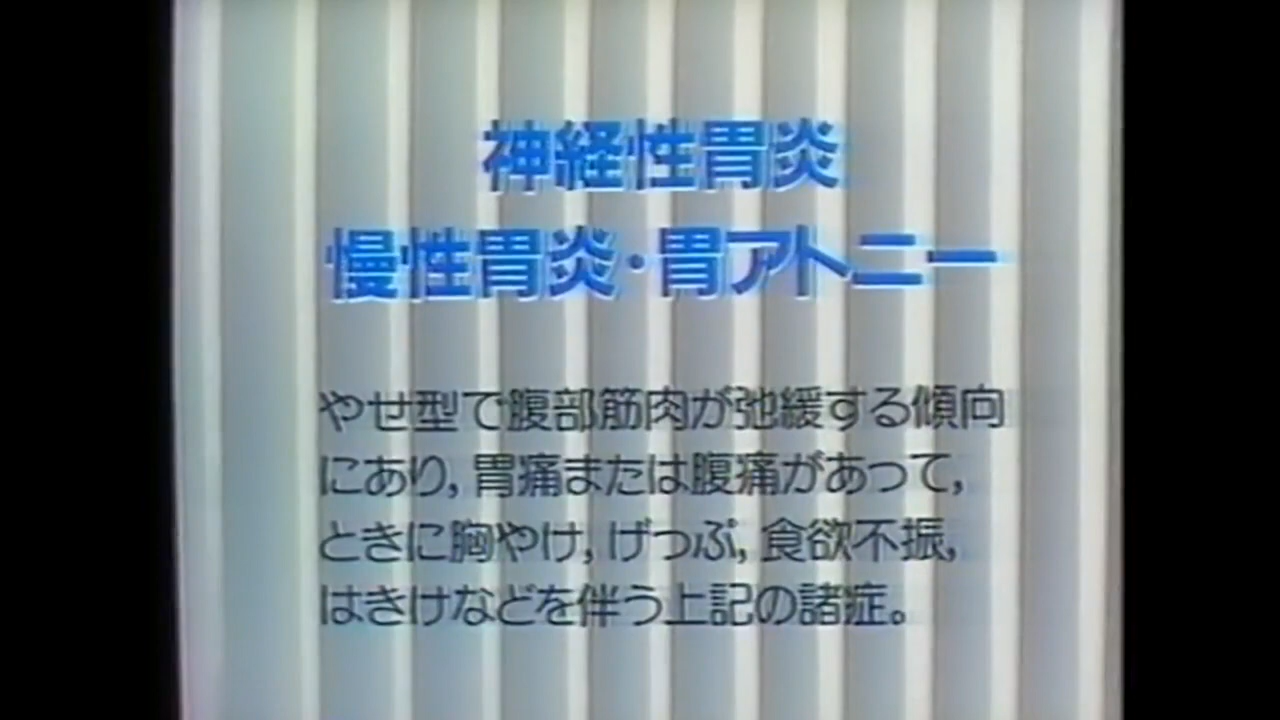 神経性胃炎
慢性胃炎・胃アトニー
やせ型で腹部筋肉が弛緩する傾向
にあり,胃痛または腹痛があって,
ときに胸やけ,げっぷ,食欲不振,
はきけなどを伴う上記の諸症。